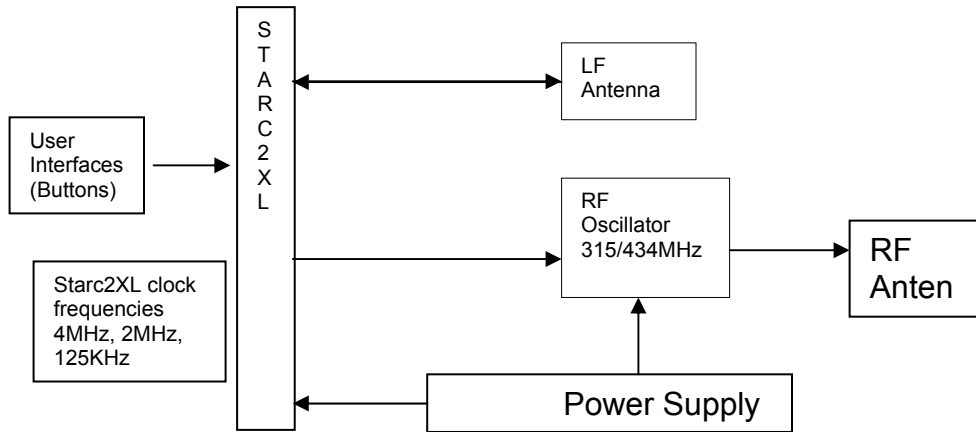 User
Interfaces
(Buttons)
Starc2XL clock
frequencies
4MHz, 2MHz,
125KHz
S
T
A
R
C
2
X
L
LF
Antenna
RF
Oscillator
315/434MHz
RF
Anten
Power Supply